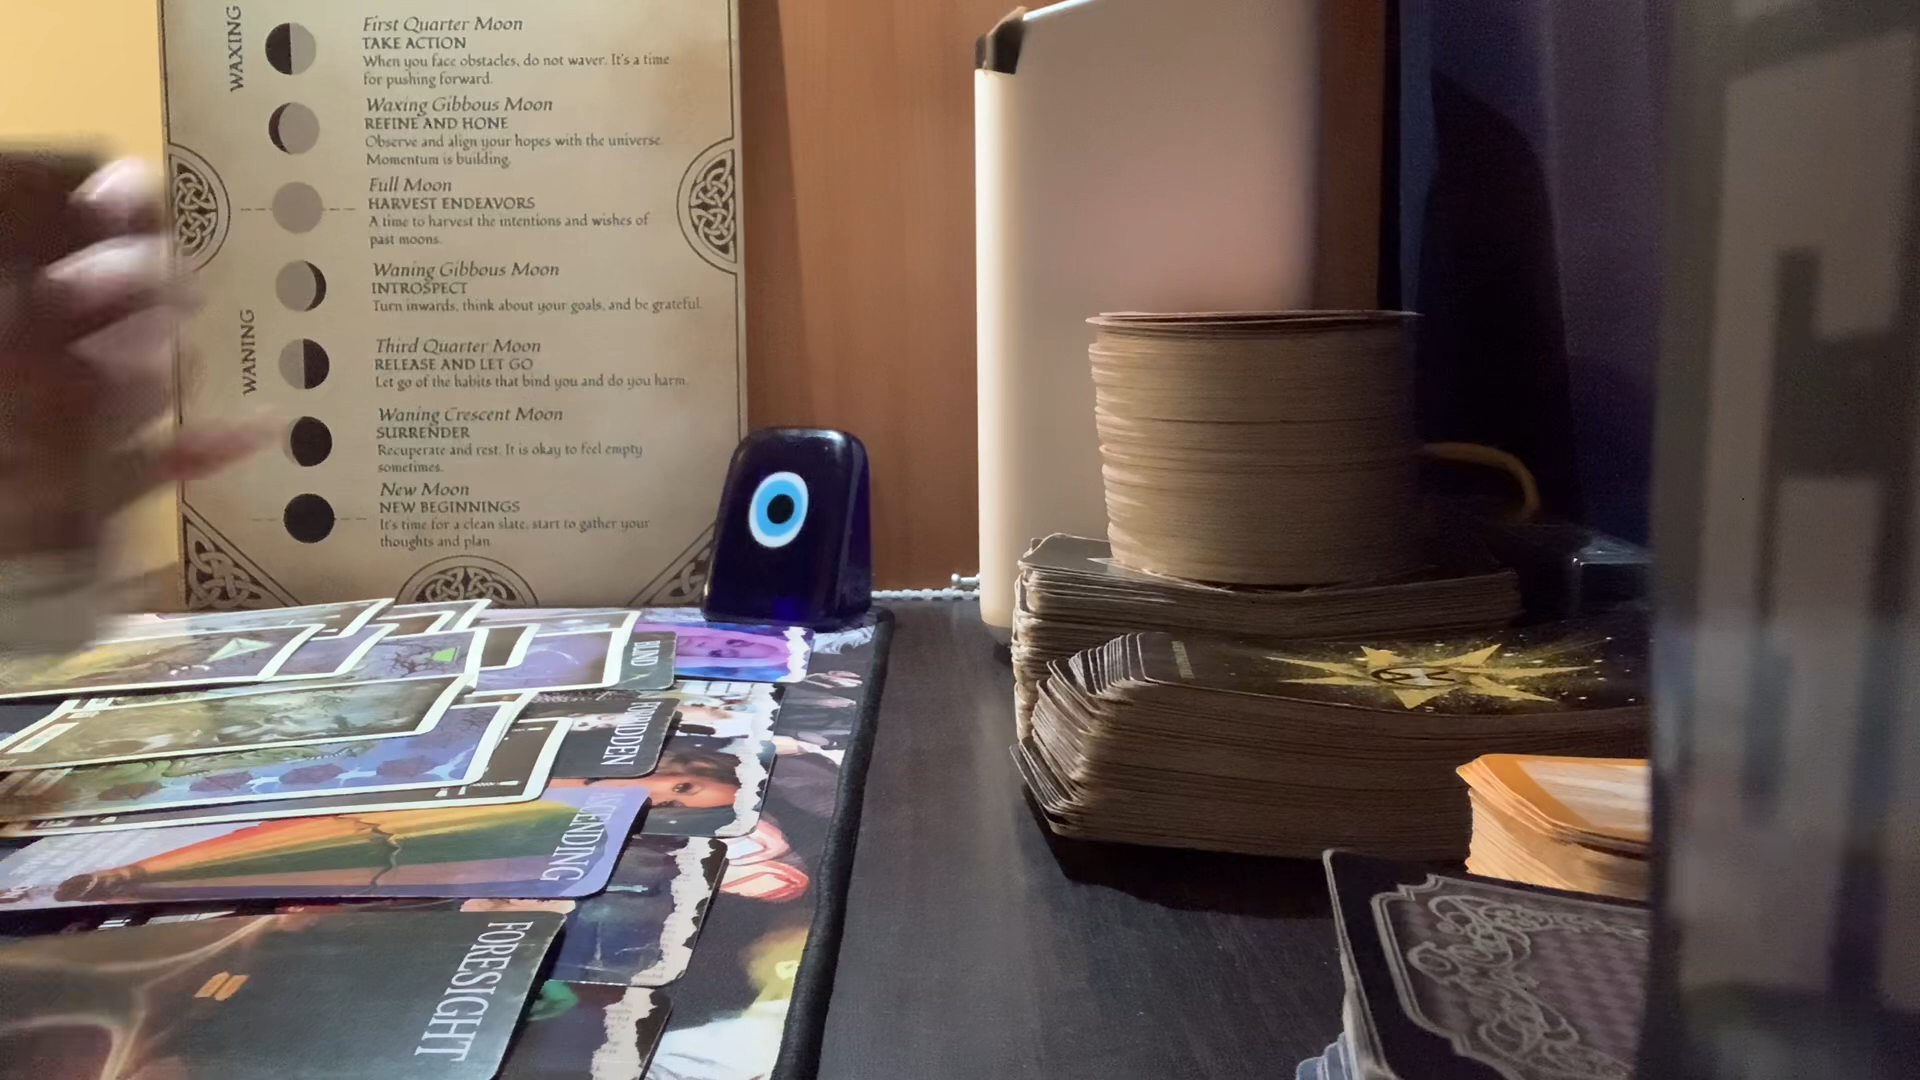 WAXING
First Quarter Moon
TAKE ACTION
When you face obstacles, do not waver. It's a time
for pushing forward.
Waxing Gibbous Moon
REFINE AND HONE
Observe and align your hopes with the universe.
Momentum is building.
Full Moon
HARVEST ENDEAVORS
A time to harvest the intentions and wishes of
past moons.
WANING
Waning Gibbous Moon
INTROSPECT
Turn inwards, think about your goals, and be grateful.
Third Quarter Moon
RELEASE AND LET GO
Let go of the habits that bind you and do you harm.
Waning Crescent Moon
SURRENDER
Recuperate and rest. It is okay to feel empty
sometimes.
New Moon
NEW BEGINNINGS
It's time for a clean slate, start to gather your
thoughts and plan
BLIND
FORBIDDEN
ASCENDING
FORESIGHT